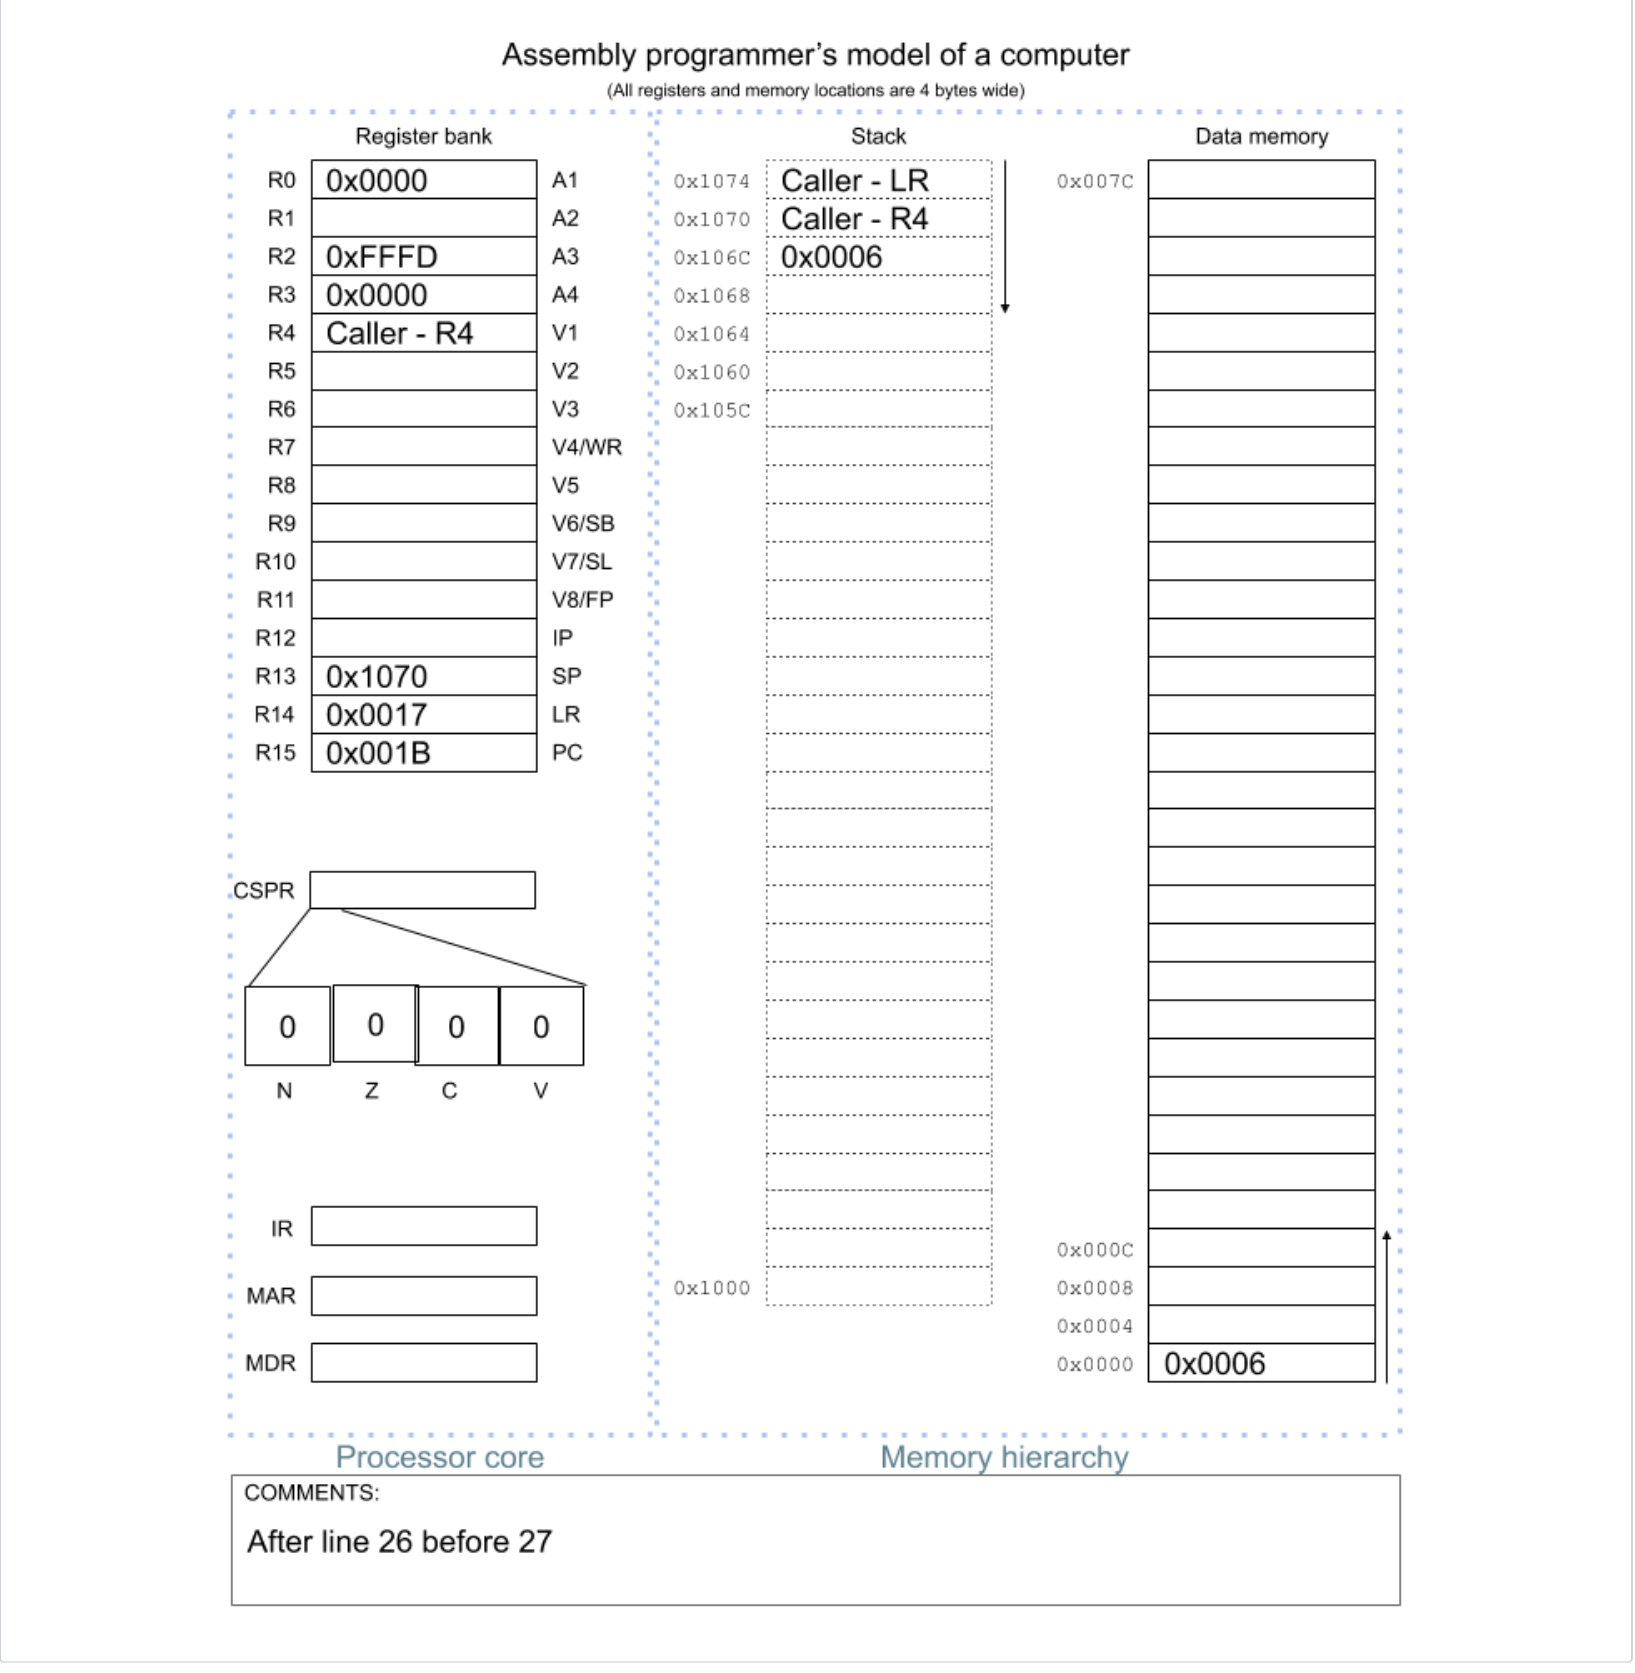 Assembly programmer’s model of a computer
(All registers and memory locations are 4 bytes wide)
Register bank
R0 0x0000 A1
R1 A2
R2 0xFFFD A3
R3 0x0000 A4
R4 Caller - R4 V1
R5 V2
R6 V3
R7 V4/WR
R8 V5
R9 V6/SB
R10 V7/SL
R11 V8/FP
R12 IP
R13 0x1070 SP
R14 0x0017 LR
R15 0x001B PC
CSPR
0 0 0 0
N Z C V
IR
MAR
MDR
Processor core
Stack
0x1074 Caller - LR
0x1070 Caller - R4
0x106C 0x0006
0x1068
0x1064
0x1060
0x105C
0x1000
Data memory
0x007C
0x000C
0x0008
0x0004
0x0000 0x0006
Memory hierarchy
COMMENTS:
After line 26 before 27